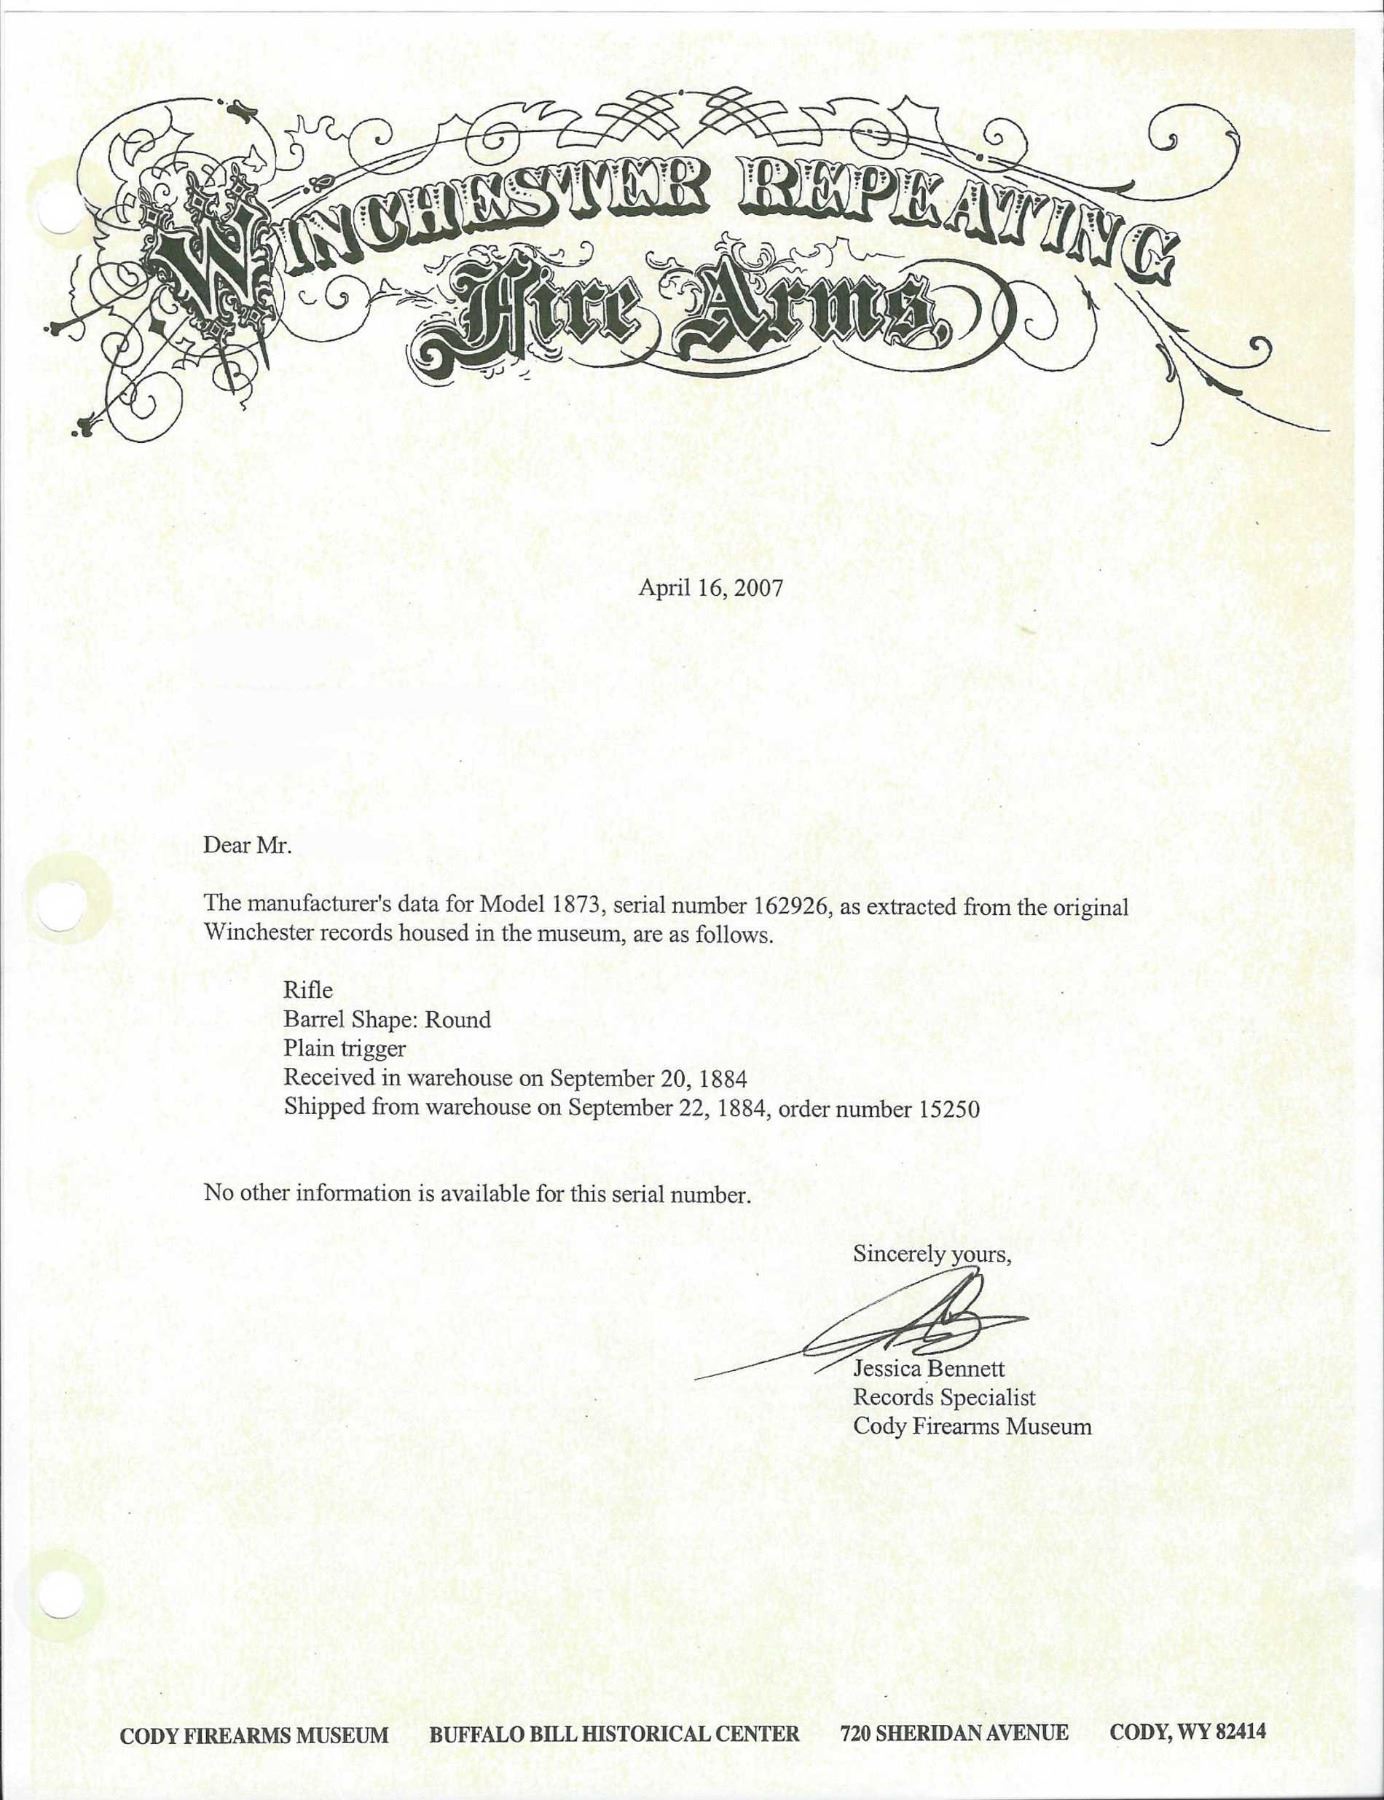 WINCHESTER REPEATING
Fire Arms,
April 16, 2007
Dear Mr.
The manufacturer's data for Model 1873, serial number 162926, as extracted from the original
Winchester records housed in the museum, are as follows.
Rifle
Barrel Shape: Round
Plain trigger
Received in warehouse on September 20, 1884
Shipped from warehouse on September 22, 1884, order number 15250
No other information is available for this serial number.
Sincerely yours,
Jessica Bennett
Records Specialist
Cody Firearms Museum
CODY FIREARMS MUSEUM BUFFALO BILL HISTORICAL CENTER 720 SHERIDAN AVENUE CODY, WY 82414